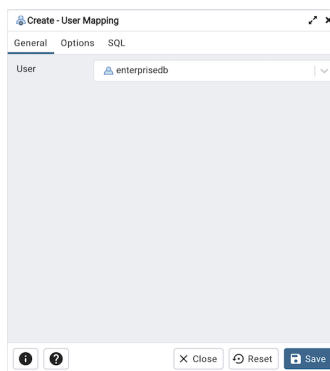 Create - User Mapping
General Options SQL
User enterprisedb
Close Reset Save